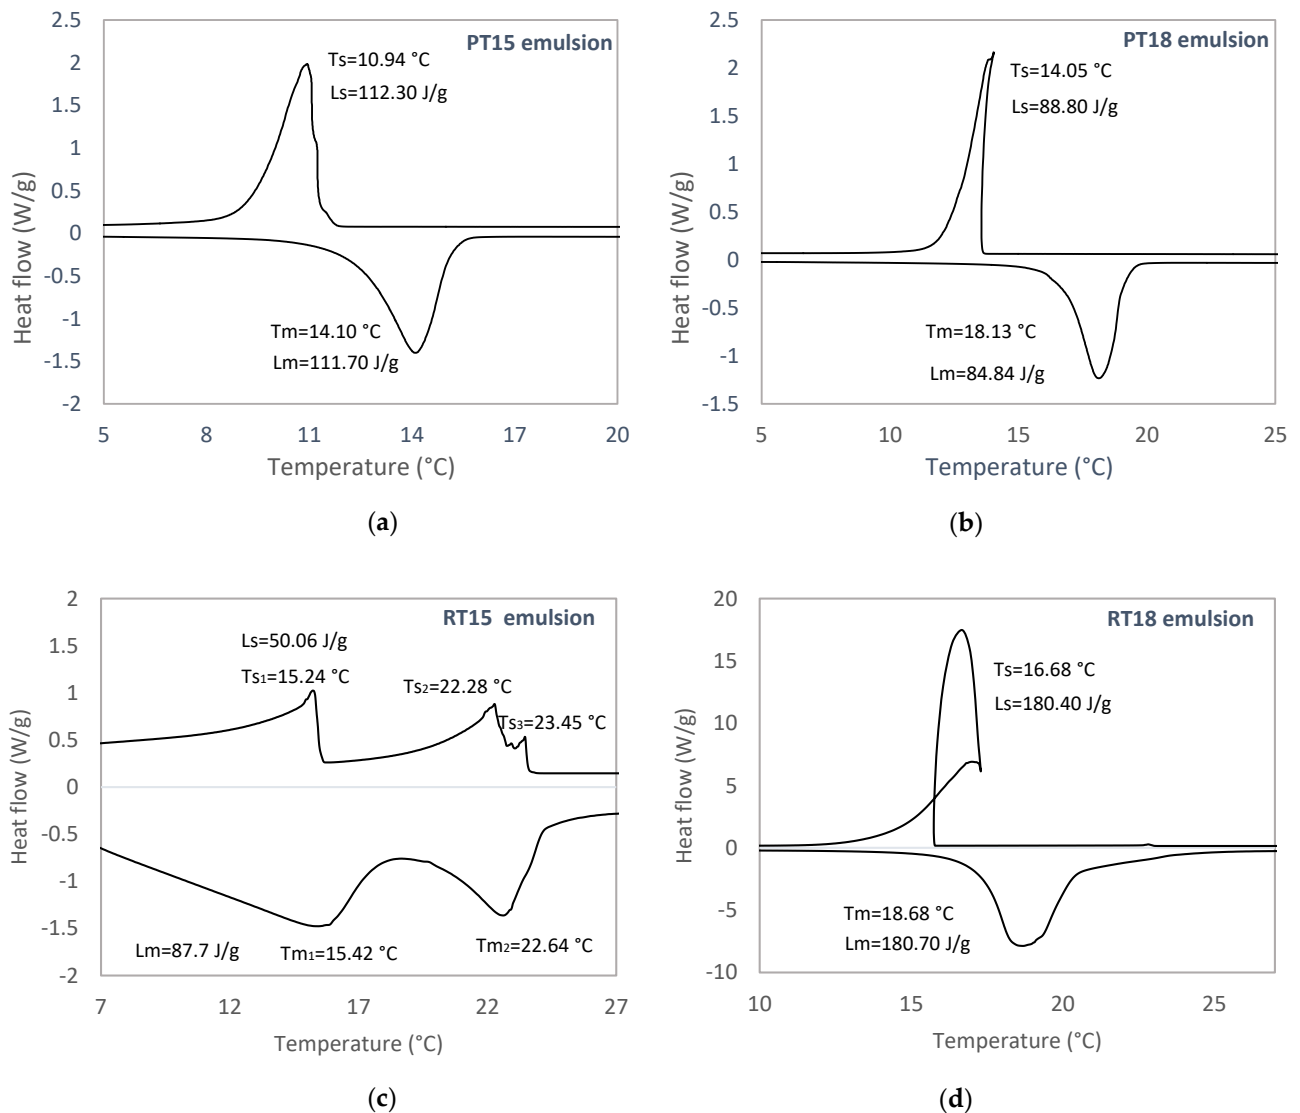 PT15 emulsion
Ts=10.94 °C
Ls=112.30 J/g
Tm=14.10 °C
Lm=111.70 J/g
Heat flow (W/g)
2.5
2
1.5
1
0.5
0
-0.5
-1
-1.5
-2
5 8 11 14 17 20
Temperature (°C)
(a)
PT18 emulsion
Ts=14.05 °C
Ls=88.80 J/g
Tm=18.13 °C
Lm=84.84 J/g
Heat flow (W/g)
2.5
2
1.5
1
0.5
0
-0.5
-1
-1.5
5 10 15 20 25
Temperature (°C)
(b)
RT15 emulsion
Ls=50.06 J/g
Ts1=15.24 °C
Ts2=22.28 °C
Ts3=23.45 °C
Lm=87.7 J/g
Tm1=15.42 °C
Tm2=22.64 °C
Heat flow (W/g)
2
1.5
1
0.5
0
-0.5
-1
-1.5
-2
7 12 17 22 27
Temperature (°C)
(c)
RT18 emulsion
Ts=16.68 °C
Ls=180.40 J/g
Tm=18.68 °C
Lm=180.70 J/g
Heat flow (W/g)
20
15
10
5
0
-5
-10
10 15 20 25
Temperature (°C)
(d)